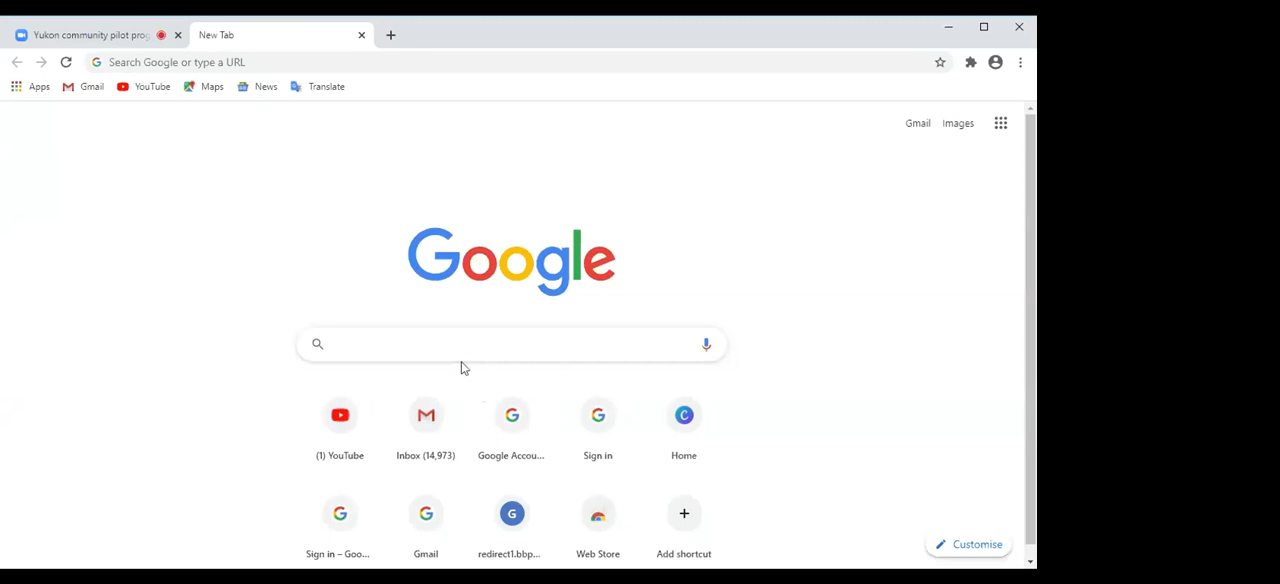 Yukon community pilot prog
New Tab
Search Google or type a URL
Apps Gmail YouTube Maps News Translate
Gmail Images
Google
(1) YouTube Inbox (14,973) Google Accou... Sign in Home
Sign in – Goo... Gmail redirect1.bbp... Web Store Add shortcut
Customise